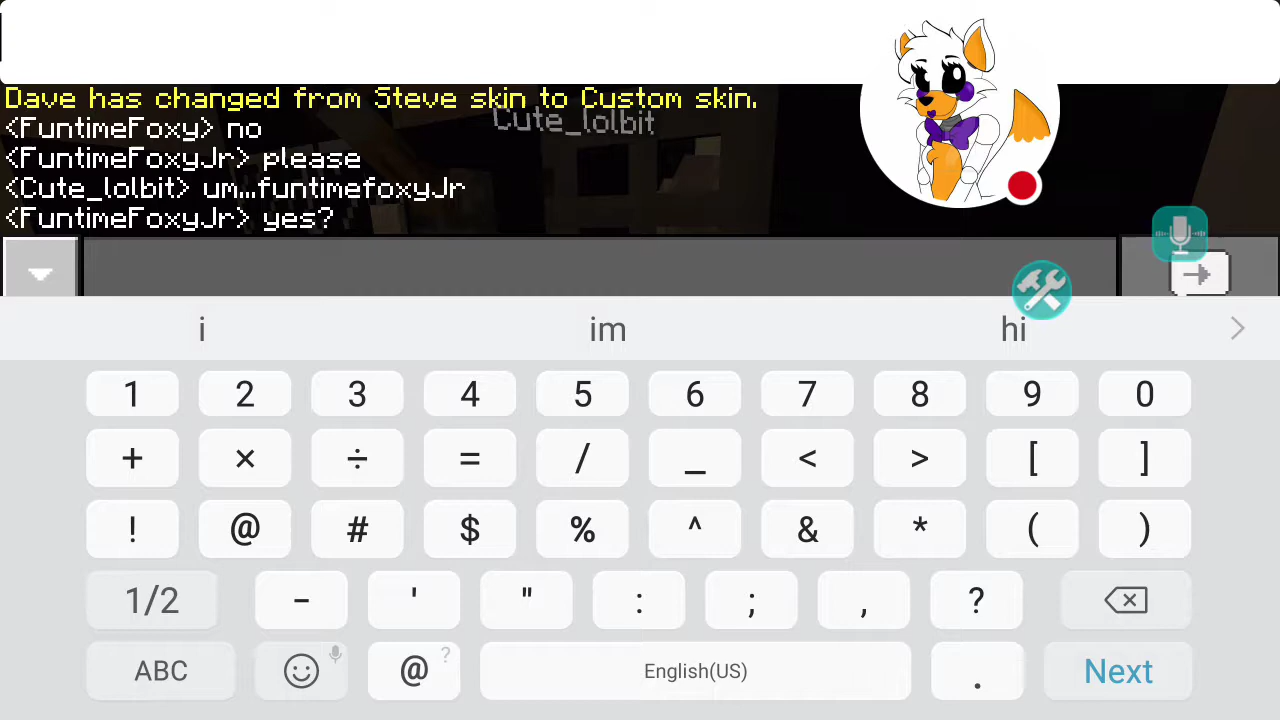 Dave has changed from Steve skin to Custom skin.
Cute_lolbit
<FuntimeFoxy> no
<FuntimeFoxyJr> please
<Cute_lolbit> um...funtimefoxyJr
<FuntimeFoxyJr> yes?
i im hi
1 2 3 4 5 6 7 8 9 0
+ × ÷ = / _ < > [ ]
! @ # $ % ^ & * ( )
1/2 - ' " : ; , ?
ABC @ ? English(US) . Next